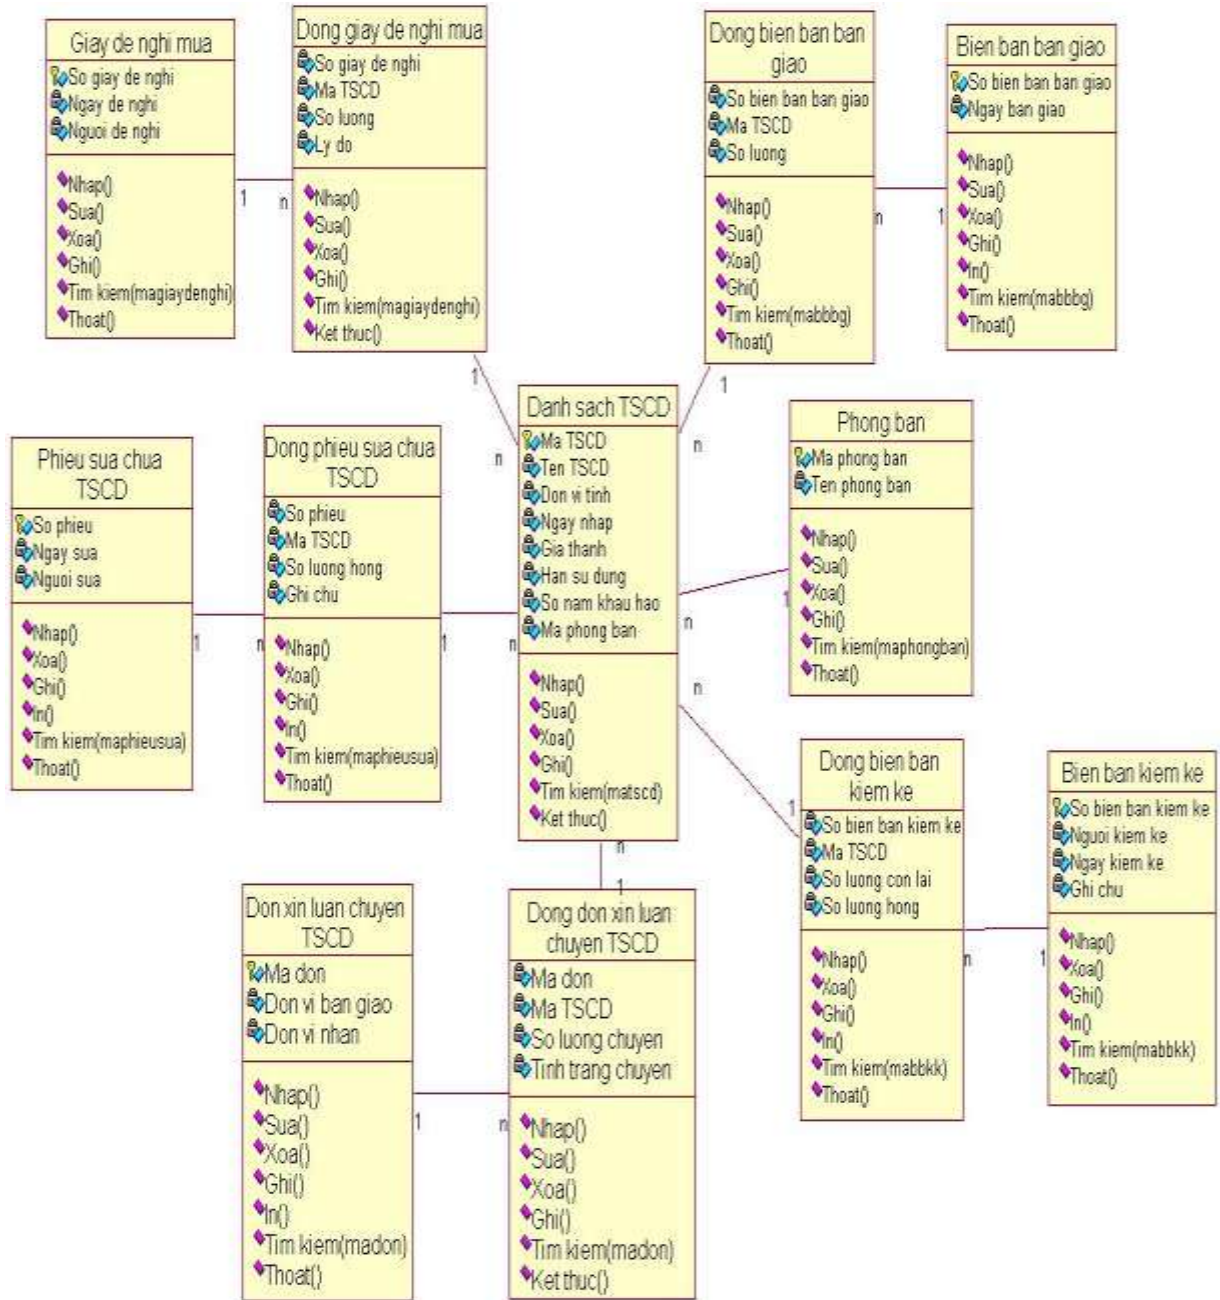 Giay de nghi mua
So giay de nghi
Ngay de nghi
Nguoi de nghi
Nhap()
Sua()
Xoa()
Ghi()
Tim kiem(magiaydenghi)
Thoat()
1
n
Dong giay de nghi mua
So giay de nghi
Ma TSCD
So luong
Ly do
Nhap()
Sua()
Xoa()
Ghi()
Tim kiem(magiaydenghi)
Ket thuc()
1
n
Dong bien ban ban
giao
So bien ban ban giao
Ma TSCD
So luong
Nhap()
Sua()
Xoa()
Ghi()
Tim kiem(mabbbg)
Thoat()
n
1
1
n
Bien ban ban giao
So bien ban ban giao
Ngay ban giao
Nhap()
Sua()
Xoa()
Ghi()
In()
Tim kiem(mabbbg)
Thoat()
Phieu sua chua
TSCD
So phieu
Ngay sua
Nguoi sua
Nhap()
Xoa()
Ghi()
In()
Tim kiem(maphieusua)
Thoat()
1
n
Dong phieu sua chua
TSCD
So phieu
Ma TSCD
So luong hong
Ghi chu
Nhap()
Xoa()
Ghi()
In()
Tim kiem(maphieusua)
Thoat()
1
n
Danh sach TSCD
Ma TSCD
Ten TSCD
Don vi tinh
Ngay nhap
Gia thanh
Han su dung
So nam khau hao
Ma phong ban
Nhap()
Sua()
Xoa()
Ghi()
Tim kiem(matscd)
Ket thuc()
n
1
Phong ban
Ma phong ban
Ten phong ban
Nhap()
Sua()
Xoa()
Ghi()
Tim kiem(maphongban)
Thoat()
n
1
Dong bien ban
kiem ke
So bien ban kiem ke
Ma TSCD
So luong con lai
So luong hong
Nhap()
Xoa()
Ghi()
In()
Tim kiem(mabbkk)
Thoat()
n
1
Bien ban kiem ke
So bien ban kiem ke
Nguoi kiem ke
Ngay kiem ke
Ghi chu
Nhap()
Xoa()
Ghi()
In()
Tim kiem(mabbkk)
Thoat()
n
1
Don xin luan chuyen
TSCD
Ma don
Don vi ban giao
Don vi nhan
Nhap()
Sua()
Xoa()
Ghi()
In()
Tim kiem(madon)
Thoat()
1
n
Dong don xin luan
chuyen TSCD
Ma don
Ma TSCD
So luong chuyen
Tinh trang chuyen
Nhap()
Sua()
Xoa()
Ghi()
Tim kiem(madon)
Ket thuc()